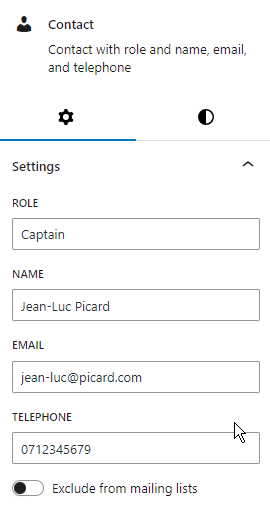 Contact
Contact with role and name, email,
and telephone
Settings
ROLE
Captain
NAME
Jean-Luc Picard
EMAIL
jean-luc@picard.com
TELEPHONE
0712345679
Exclude from mailing lists